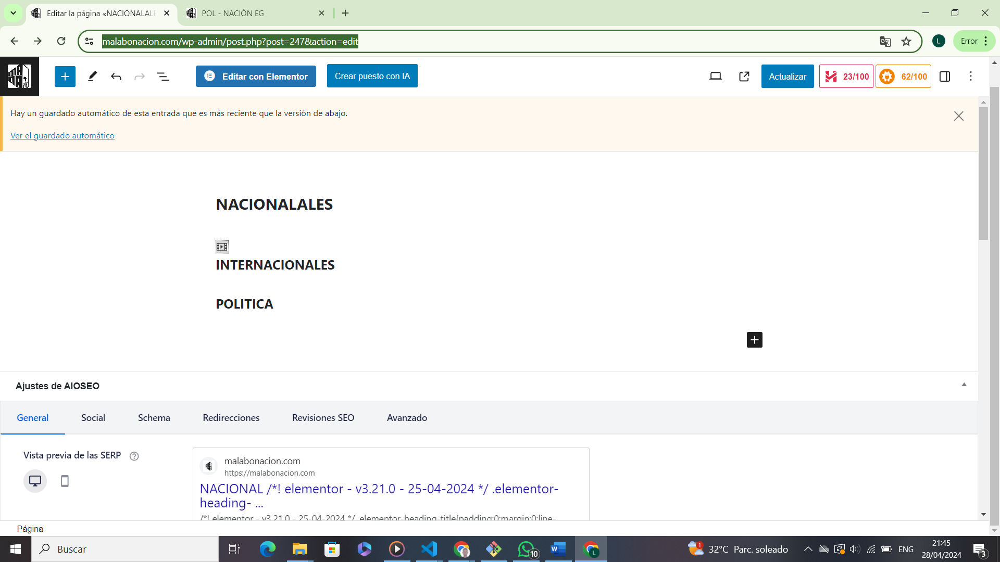 Editar la página «NACIONALALE
POL - NACIÓN EG
malabonacion.com/wp-admin/post.php?post=247&action=edit
L
Error
Editar con Elementor
Crear puesto con IA
Actualizar
23/100
62/100
Hay un guardado automático de esta entrada que es más reciente que la versión de abajo.
Ver el guardado automático
NACIONALALES
INTERNACIONALES
POLITICA
Ajustes de AIOSEO
General
Social
Schema
Redirecciones
Revisiones SEO
Avanzado
Vista previa de las SERP
malabonacion.com
https://malabonacion.com
NACIONAL /*! elementor - v3.21.0 - 25-04-2024 */ .elementor-
heading- ...
/*! elementor - v3.21.0 - 25-04-2024 */ .elementor-heading-title{padding:0;margin:0;line-
Página
Buscar
10
L
1
32°C Parc. soleado
ENG
21:45
28/04/2024
3